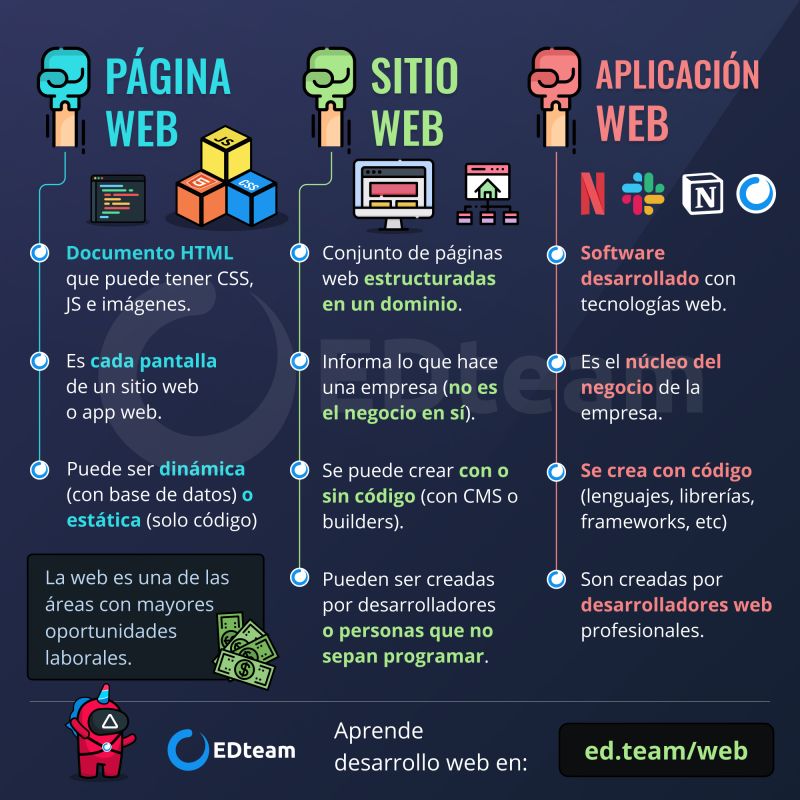 PÁGINA
WEB
JS
5
CSS
Documento HTML
que puede tener CSS,
JS e imágenes.
Es cada pantalla
de un sitio web
o app web.
Puede ser dinámica
(con base de datos) o
estática (solo código)
La web es una de las
áreas con mayores
oportunidades
laborales.
SITIO
WEB
Conjunto de páginas
web estructuradas
en un dominio.
Informa lo que hace
una empresa (no es
el negocio en sí).
Se puede crear con o
sin código (con CMS o
builders).
Pueden ser creadas
por desarrolladores
o personas que no
sepan programar.
APLICACIÓN
WEB
N
N
Software
desarrollado con
tecnologías web.
Es el núcleo del
negocio de la
empresa.
Se crea con código
(lenguajes, librerías,
frameworks, etc)
Son creadas por
desarrolladores web
profesionales.
EDteam
EDteam
Aprende
desarrollo web en:
ed.team/web